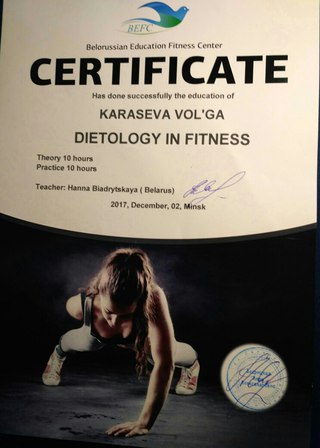 BEFC
Belorussian Education Fitness Center
CERTIFICATE
Has done successfully the education of
KARASEVA VOL'GA
DIETOLOGY IN FITNESS
Theory 10 hours
Practice 10 hours
Teacher: Hanna Biadrytskaya ( Belarus)
2017, December, 02, Minsk